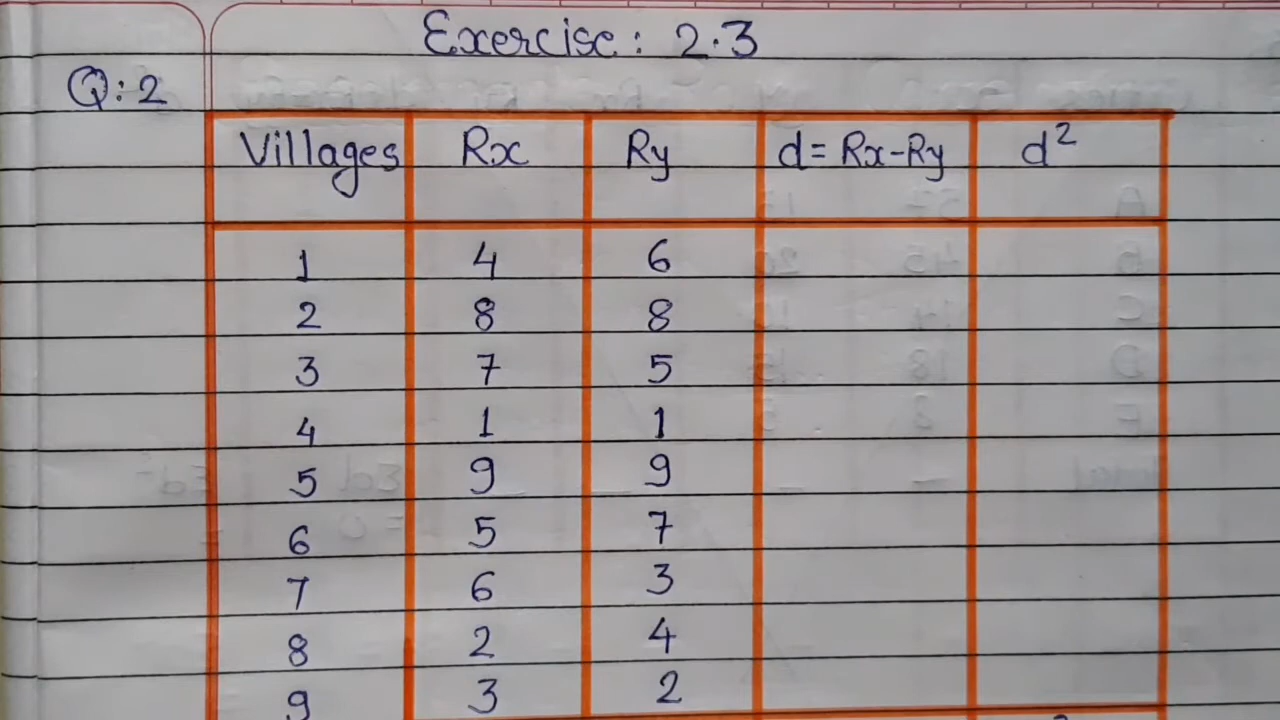 Exercise: 2.3
Q:2
Villages Rx Ry d= Rx-Ry d²
1 4 6
2 8 8
3 7 5
4 1 1
5 9 9
6 5 7
7 6 3
8 2 4
9 3 2